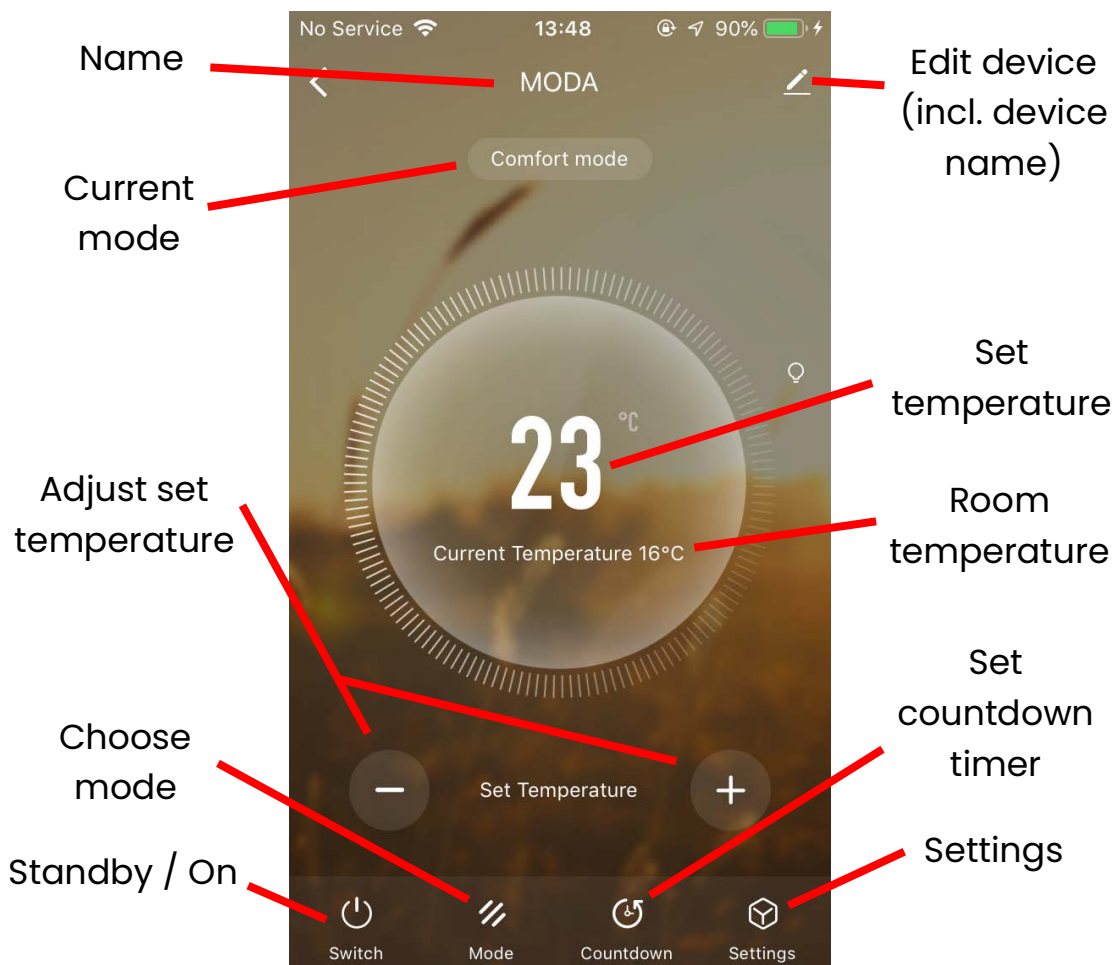 No Service 13:48 90%
Name
MODA
Edit device
(incl. device
name)
Comfort mode
Current
mode
Set
temperature
23 °C
Adjust set
temperature
Room
temperature
Current Temperature 16°C
Set
countdown
timer
Choose
mode
Set Temperature
Settings
Standby / On
Switch
Mode
Countdown
Settings